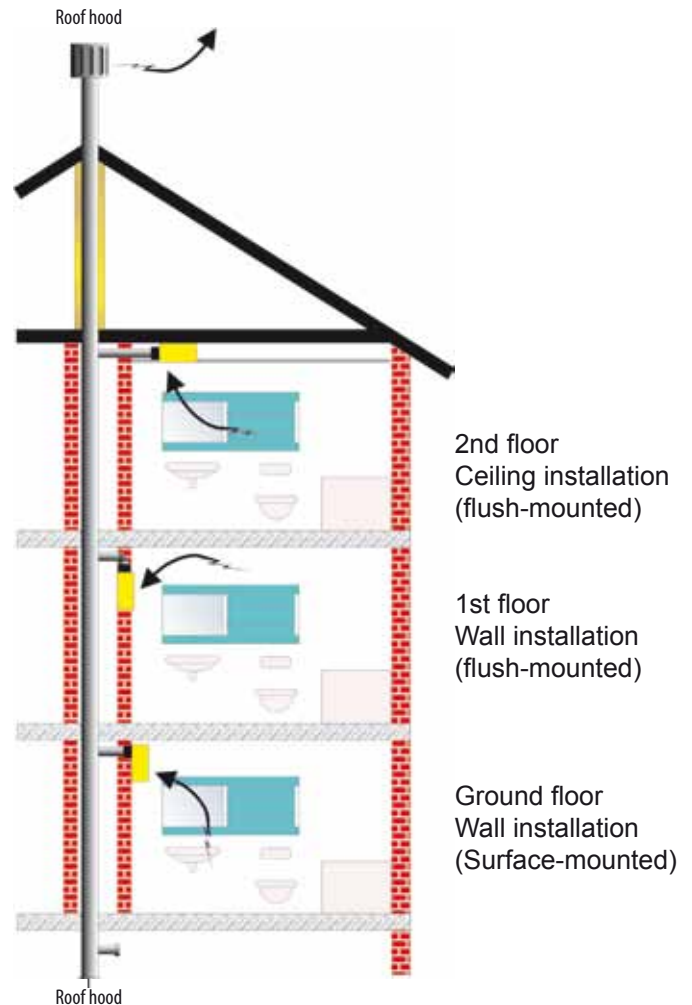 Roof hood
2nd floor
Ceiling installation
(flush-mounted)
1st floor
Wall installation
(flush-mounted)
Ground floor
Wall installation
(Surface-mounted)
Roof hood